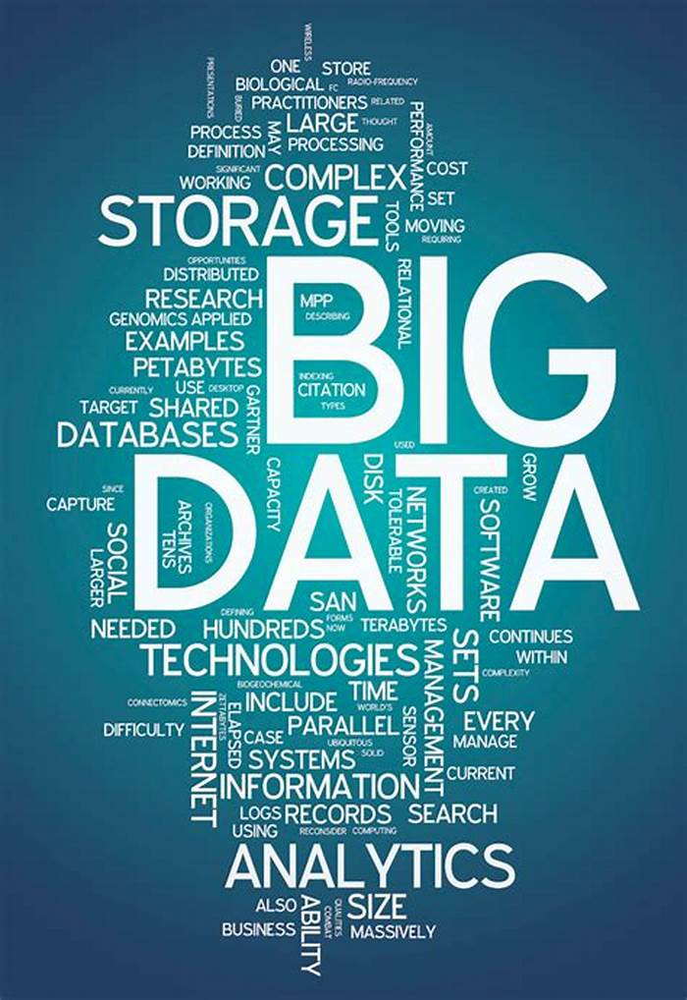 WIRELESS
ONE STORE
PRESENTATIONS
BIOLOGICAL FC RADIO-FREQUENCY
BURIED
PRACTITIONERS RELATED
PROCESS MAY LARGE THOUGHT
PERFORMANCE
AMOUNT
DEFINITION PROCESSING
SIGNIFICANT
WORKING COMPLEX COST
SET
STORAGE TOOLS MOVING
REQUIRING
OPPORTUNITIES
DISTRIBUTED
RELATIONAL
BIG
RESEARCH MPP
GENOMICS APPLIED DESCRIBING
EXAMPLES
PETABYTES INDEXING
CURRENTLY USE DESKTOP CITATION
TARGET SHARED GARTNER TYPES
DATABASES USED
DATA
CAPACITY DISK GROW
SINCE CREATED
CAPTURE ARCHIVES ORGANIZATIONS
TENS
TOLERABLE NETWORKS SOFTWARE
SOCIAL
LARGER
SAN
DEFINING FORMS
NEEDED HUNDREDS NOW TERABYTES SETS CONTINUES
TECHNOLOGIES MANAGEMENT WITHIN
COMPLEXITY
BIOGEOCHEMICAL TIME
CONNECTOMICS INTERNET ZETTABYTES ELAPSED INCLUDE WORLD'S
DIFFICULTY CASE PARALLEL SENSOR EVERY
UBIQUITOUS MANAGE
SYSTEMS SOLID
INFORMATION CURRENT
LOGS RECORDS SEARCH
USING RECONSIDER COMPUTING
ANALYTICS
ALSO ABILITY QUALITIES SIZE
COMBAT
BUSINESS MASSIVELY